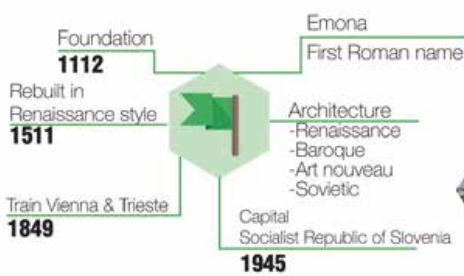 Foundation
1112
Emona
First Roman name
Rebuilt in
Renaissance style
1511
Architecture
-Renaissance
-Baroque
-Art nouveau
-Sovietic
Train Vienna & Trieste
1849
Capital
Socialist Republic of Slovenia
1945